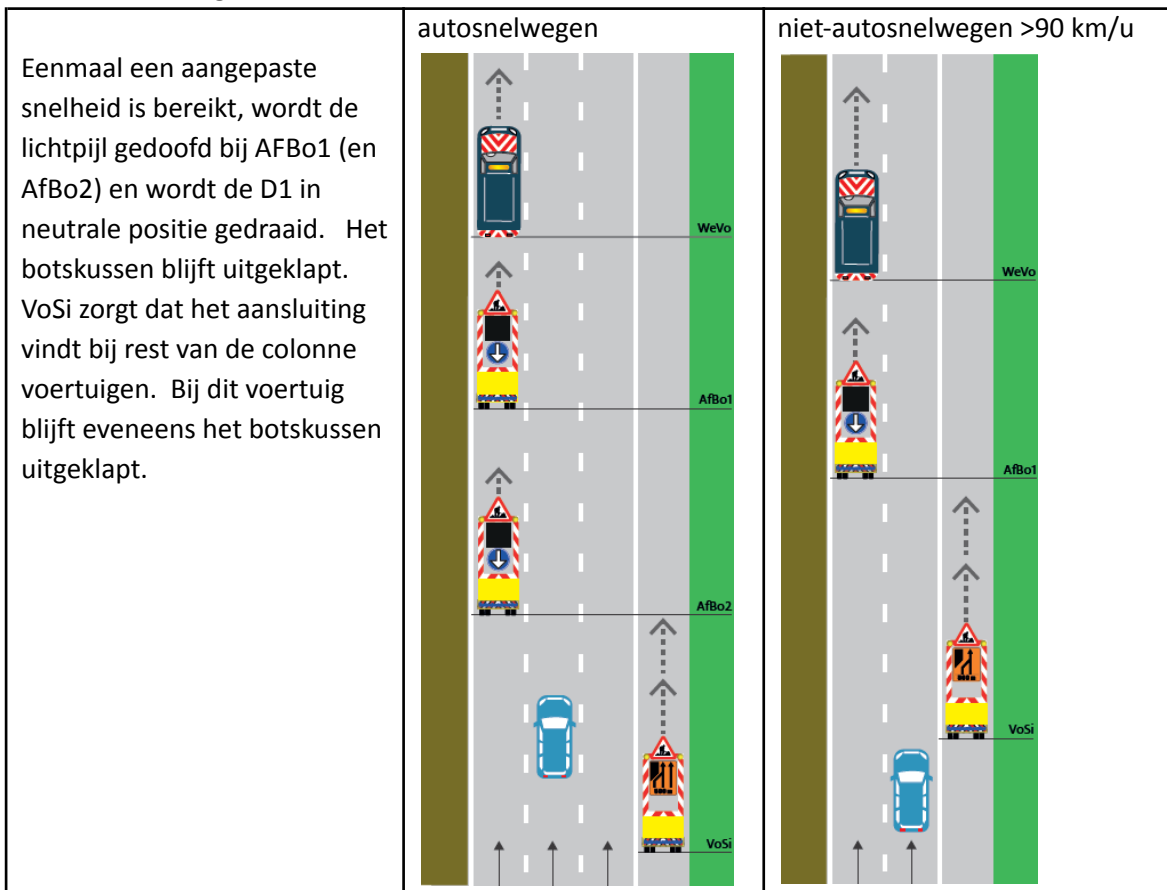 Eenmaal een aangepaste
snelheid is bereikt, wordt de
lichtpijl gedoofd bij AFBo1 (en
AfBo2) en wordt de D1 in
neutrale positie gedraaid. Het
botskussen blijft uitgeklapt.
VoSi zorgt dat het aansluiting
vindt bij rest van de colonne
voertuigen. Bij dit voertuig
blijft eveneens het botskussen
uitgeklapt.
autosnelwegen
WeVo
AfBo1
AfBo2
VoSi
niet-autosnelwegen >90 km/u
WeVo
AfBo1
VoSi